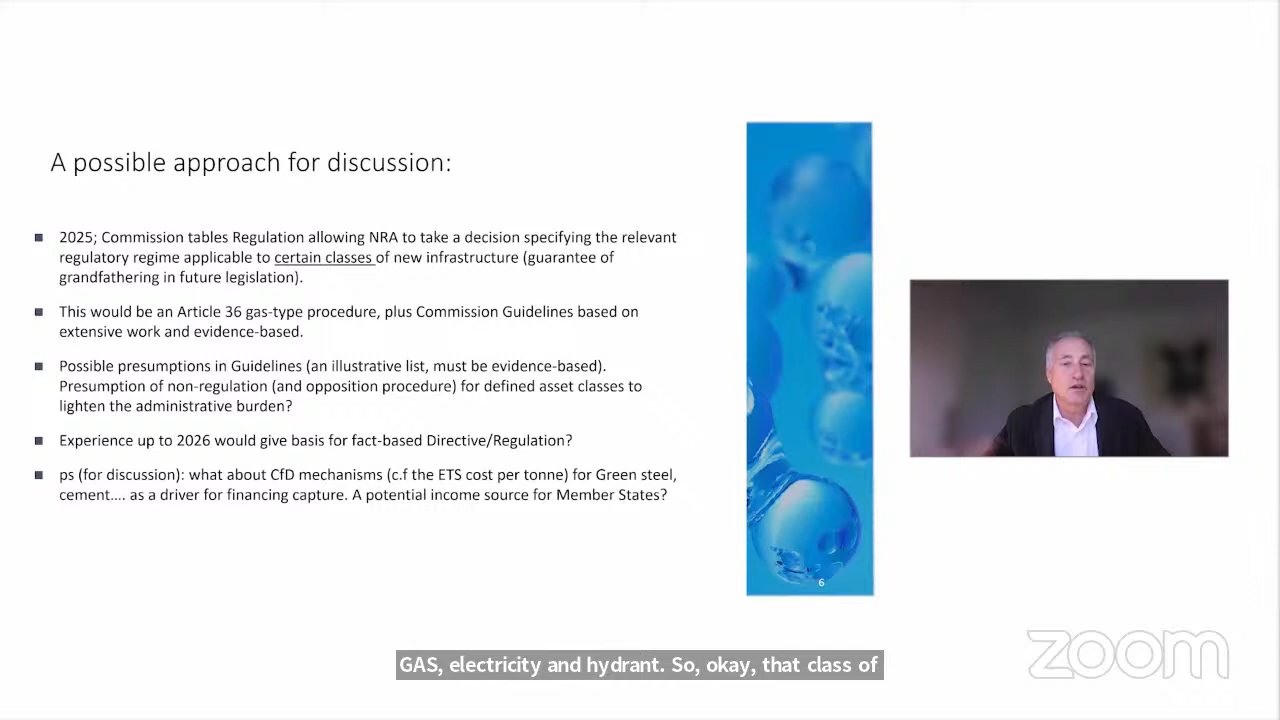 A possible approach for discussion:
2025; Commission tables Regulation allowing NRA to take a decision specifying the relevant
regulatory regime applicable to certain classes of new infrastructure (guarantee of
grandfathering in future legislation).
This would be an Article 36 gas-type procedure, plus Commission Guidelines based on
extensive work and evidence-based.
Possible presumptions in Guidelines (an illustrative list, must be evidence-based).
Presumption of non-regulation (and opposition procedure) for defined asset classes to
lighten the administrative burden?
Experience up to 2026 would give basis for fact-based Directive/Regulation?
ps (for discussion): what about CfD mechanisms (c.f the ETS cost per tonne) for Green steel,
cement.... as a driver for financing capture. A potential income source for Member States?
6
GAS, electricity and hydrant. So, okay, that class of
zoom